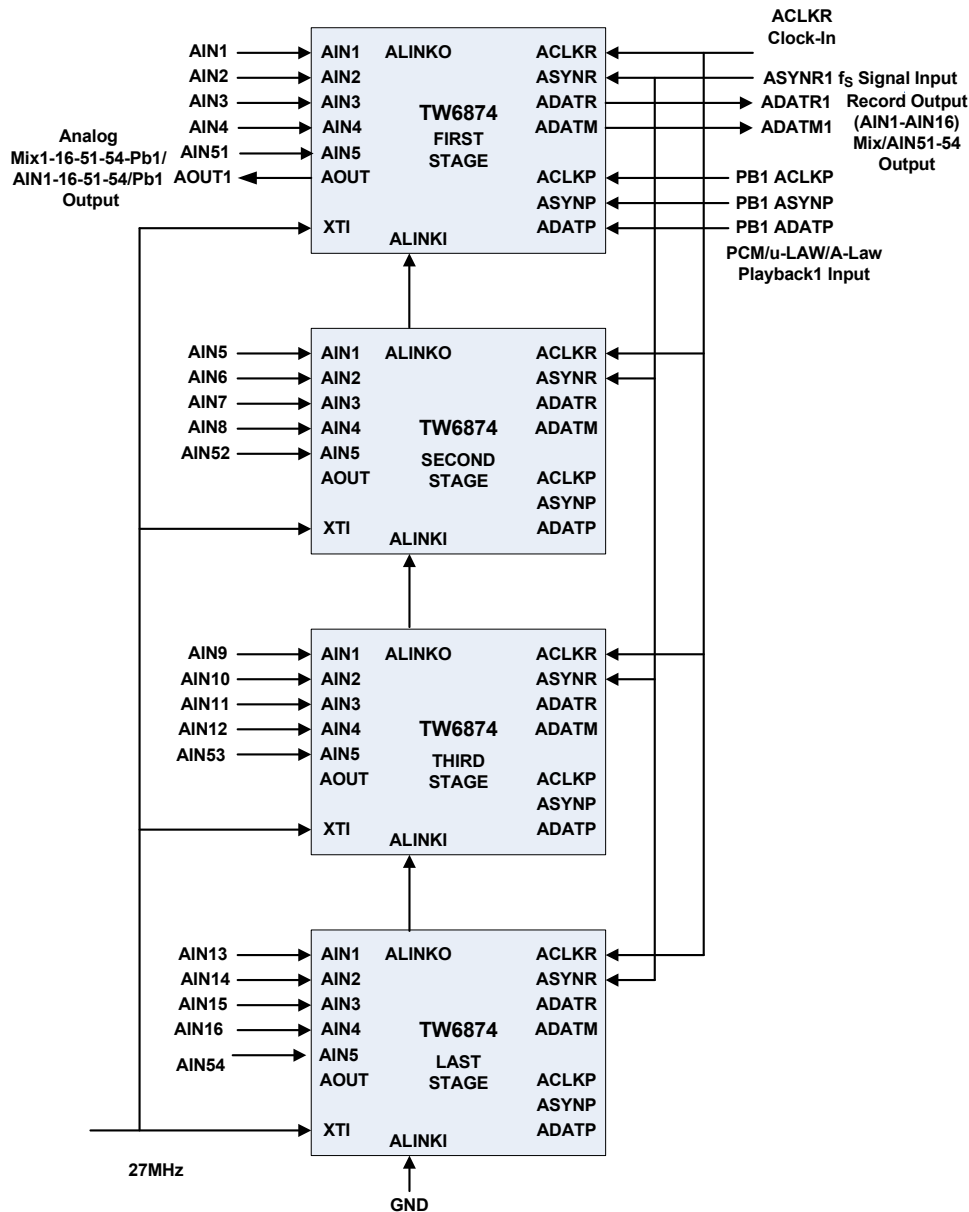 ACLKR
Clock-In
AIN1 AIN1 ALINKO ACLKR
AIN2 AIN2 ASYNR ASYNR1 fS Signal Input
AIN3 AIN3 ADATR ADATR1 Record Output
AIN4 AIN4 ADATM ADATM1 (AIN1-AIN16)
Mix/AIN51-54
Output
TW6874
FIRST
STAGE
Analog
Mix1-16-51-54-Pb1/
AIN1-16-51-54/Pb1
Output
AIN51 AIN5
AOUT1 AOUT ACLKP PB1 ACLKP
ASYNP PB1 ASYNP
XTI ADATP PB1 ADATP
ALINKI
PCM/u-LAW/A-Law
Playback1 Input
AIN5 AIN1 ALINKO ACLKR
AIN6 AIN2 ASYNR
AIN7 AIN3 ADATR
AIN8 AIN4 TW6874 ADATM
AIN52 AIN5 SECOND
AOUT STAGE ACLKP
ASYNP
XTI ADATP
ALINKI
AIN9 AIN1 ALINKO ACLKR
AIN10 AIN2 ASYNR
AIN11 AIN3 ADATR
AIN12 AIN4 TW6874 ADATM
AIN53 AIN5 THIRD
AOUT STAGE ACLKP
ASYNP
XTI ADATP
ALINKI
AIN13 AIN1 ALINKO ACLKR
AIN14 AIN2 ASYNR
AIN15 AIN3 ADATR
AIN16 AIN4 TW6874 ADATM
AIN54 AIN5 LAST
AOUT STAGE ACLKP
ASYNP
XTI ADATP
ALINKI
27MHz
GND